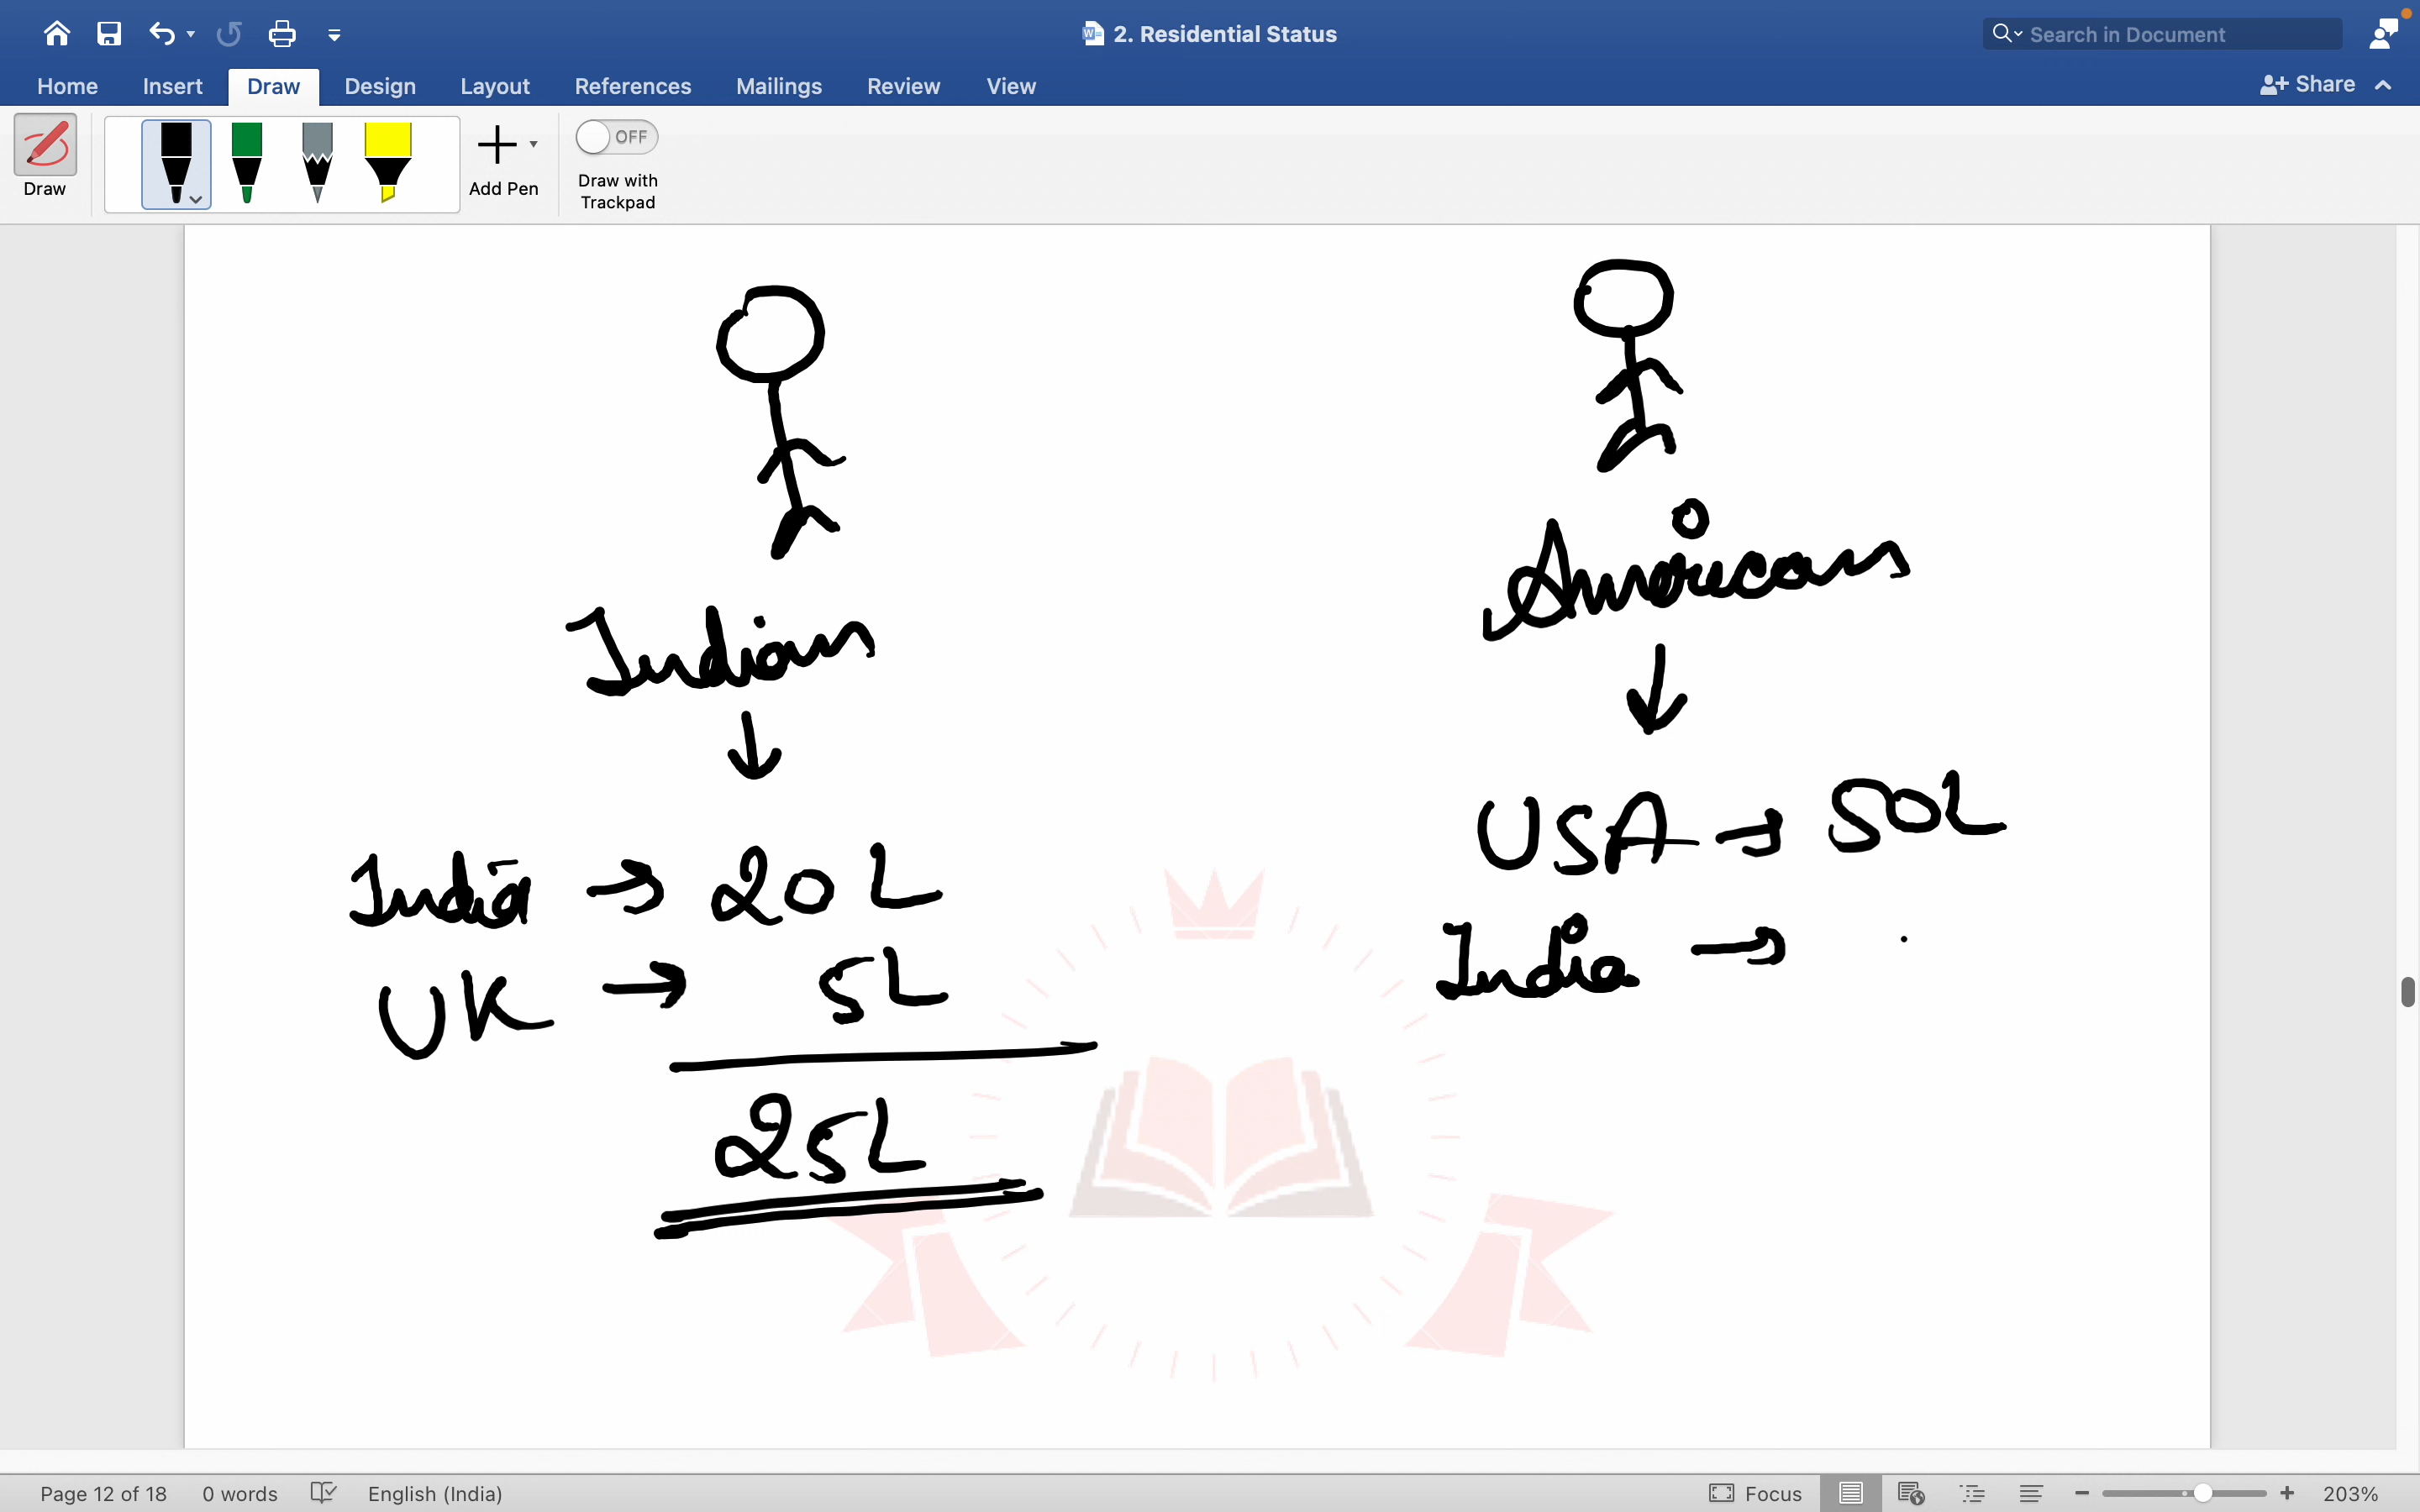 2. Residential Status
Search in Document
Home Insert Draw Design Layout References Mailings Review View
Share
Draw
Add Pen
OFF
Draw with
Trackpad
Indian
India → 20L
UK → 5L
25L
American
USA → 50L
India →
Page 12 of 18 0 words English (India)
Focus
203%